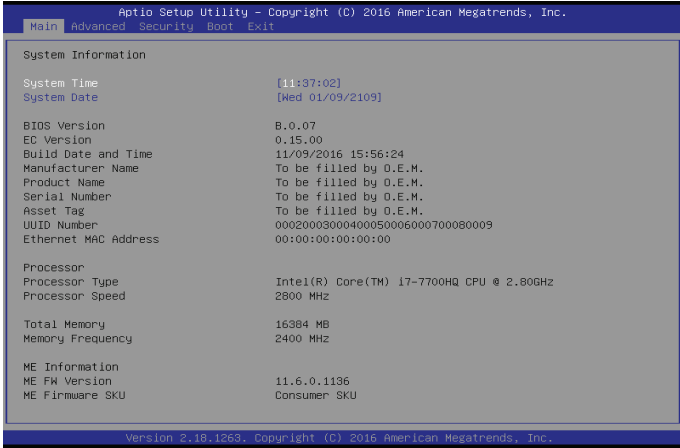 Aptio Setup Utility – Copyright (C) 2016 American Megatrends, Inc.
Main Advanced Security Boot Exit
System Information
System Time [11:37:02]
System Date [Wed 01/09/2109]
BIOS Version B.0.07
EC Version 0.15.00
Build Date and Time 11/09/2016 15:56:24
Manufacturer Name To be filled by O.E.M.
Product Name To be filled by O.E.M.
Serial Number To be filled by O.E.M.
Asset Tag To be filled by O.E.M.
UUID Number 00020003000400050006000700080009
Ethernet MAC Address 00:00:00:00:00:00
Processor
Processor Type Intel(R) Core(TM) i7-7700HQ CPU @ 2.80GHz
Processor Speed 2800 MHz
Total Memory 16384 MB
Memory Frequency 2400 MHz
ME Information
ME FW Version 11.6.0.1136
ME Firmware SKU Consumer SKU
Version 2.18.1263. Copyright (C) 2016 American Megatrends, Inc.